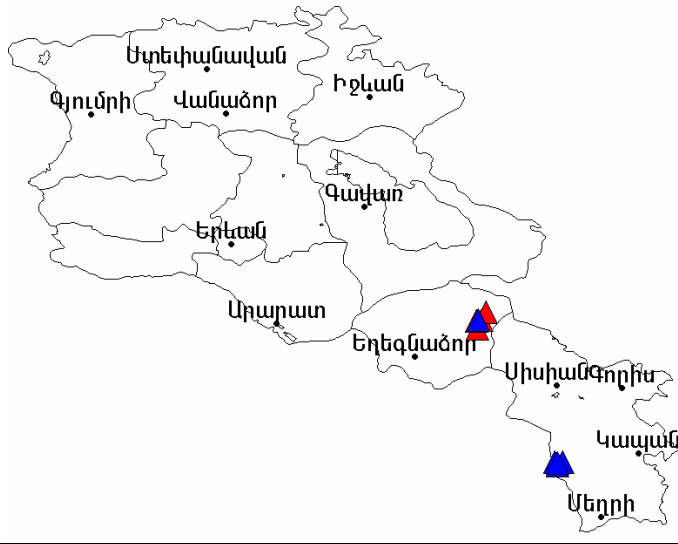 Ստեփանավան
Իջևան
Գյումրի
Վանաձոր
Գավառ
Երևան
Արարատ
Եղեգնաձոր
Սիսիան
Գորիս
Կապան
Մեղրի